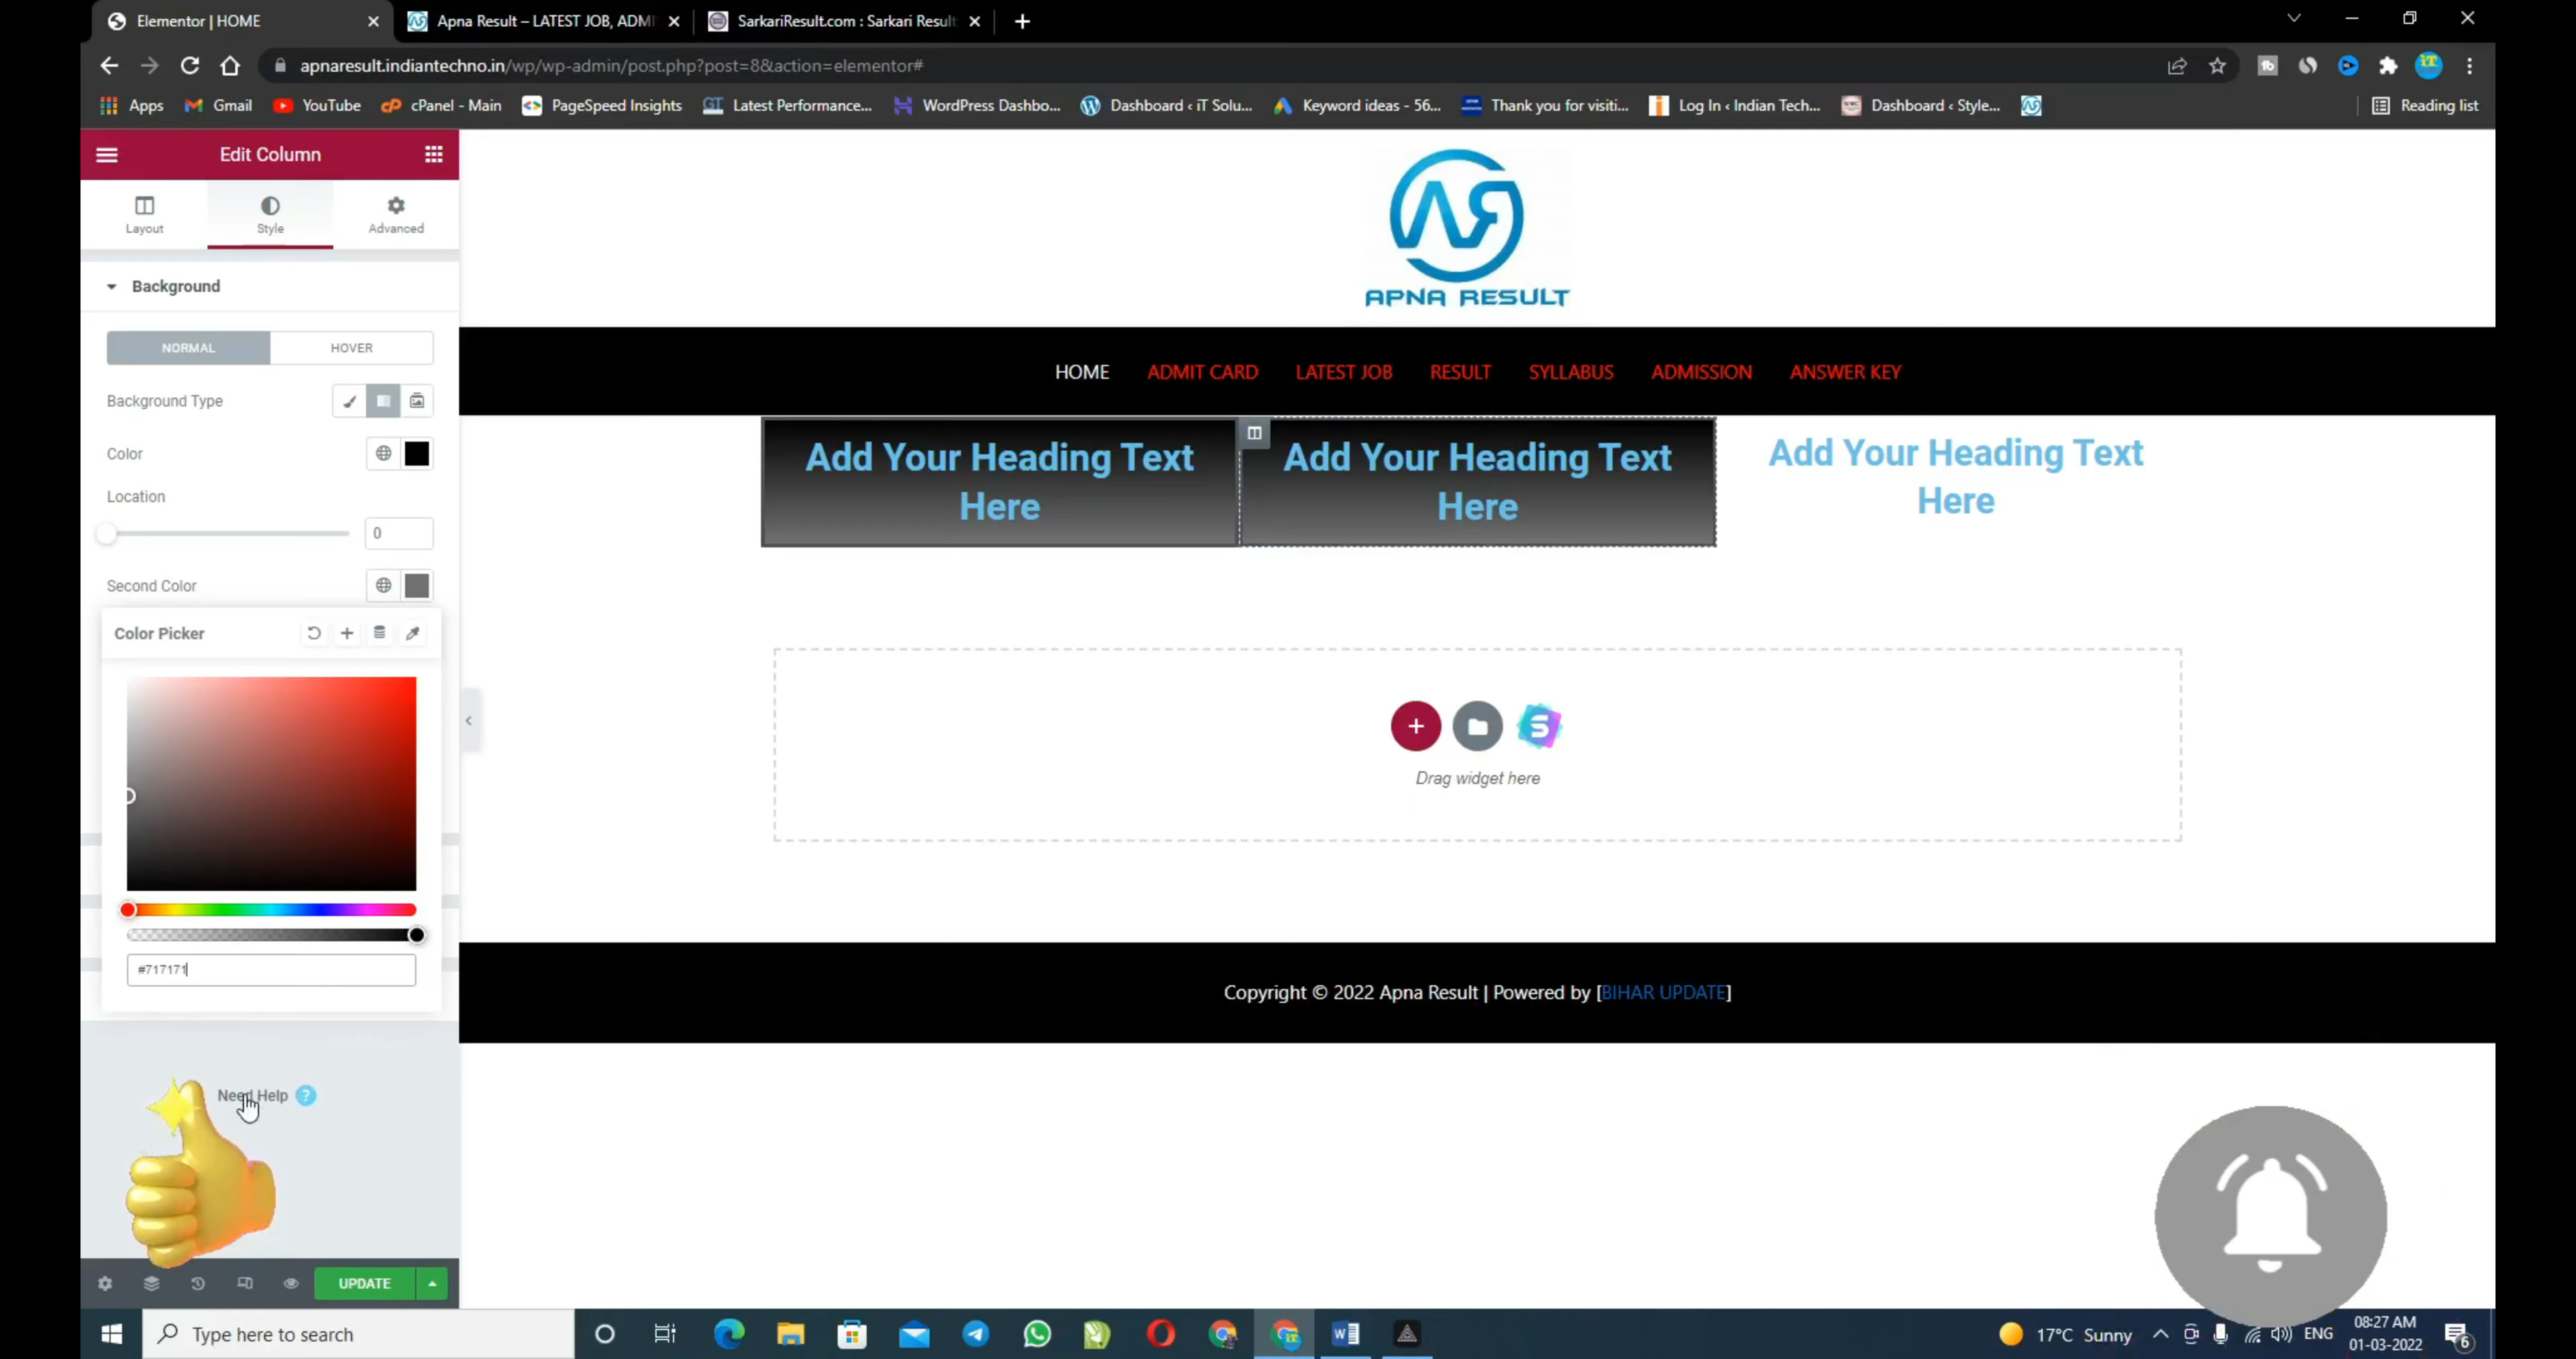 Elementor | HOME
Apna Result – LATEST JOB, ADMI
SarkariResult.com : Sarkari Result
apnaresult.indiantechno.in/wp/wp-admin/post.php?post=8&action=elementor#
Apps
Gmail
YouTube
cPanel - Main
PageSpeed Insights
Latest Performance...
WordPress Dashbo...
Dashboard ‹ iT Solu...
Keyword ideas - 56...
Thank you for visiti...
Log In ‹ Indian Tech...
Dashboard ‹ Style...
Reading list
Edit Column
Layout
Style
Advanced
Background
NORMAL
HOVER
Background Type
Color
Location
0
Second Color
Color Picker
#717171
Need Help
?
UPDATE
APNA RESULT
HOME
ADMIT CARD
LATEST JOB
RESULT
SYLLABUS
ADMISSION
ANSWER KEY
Add Your Heading Text
Here
Add Your Heading Text
Here
Add Your Heading Text
Here
Drag widget here
Copyright © 2022 Apna Result | Powered by [BIHAR UPDATE]
Type here to search
17°C Sunny
ENG
08:27 AM
01-03-2022
6